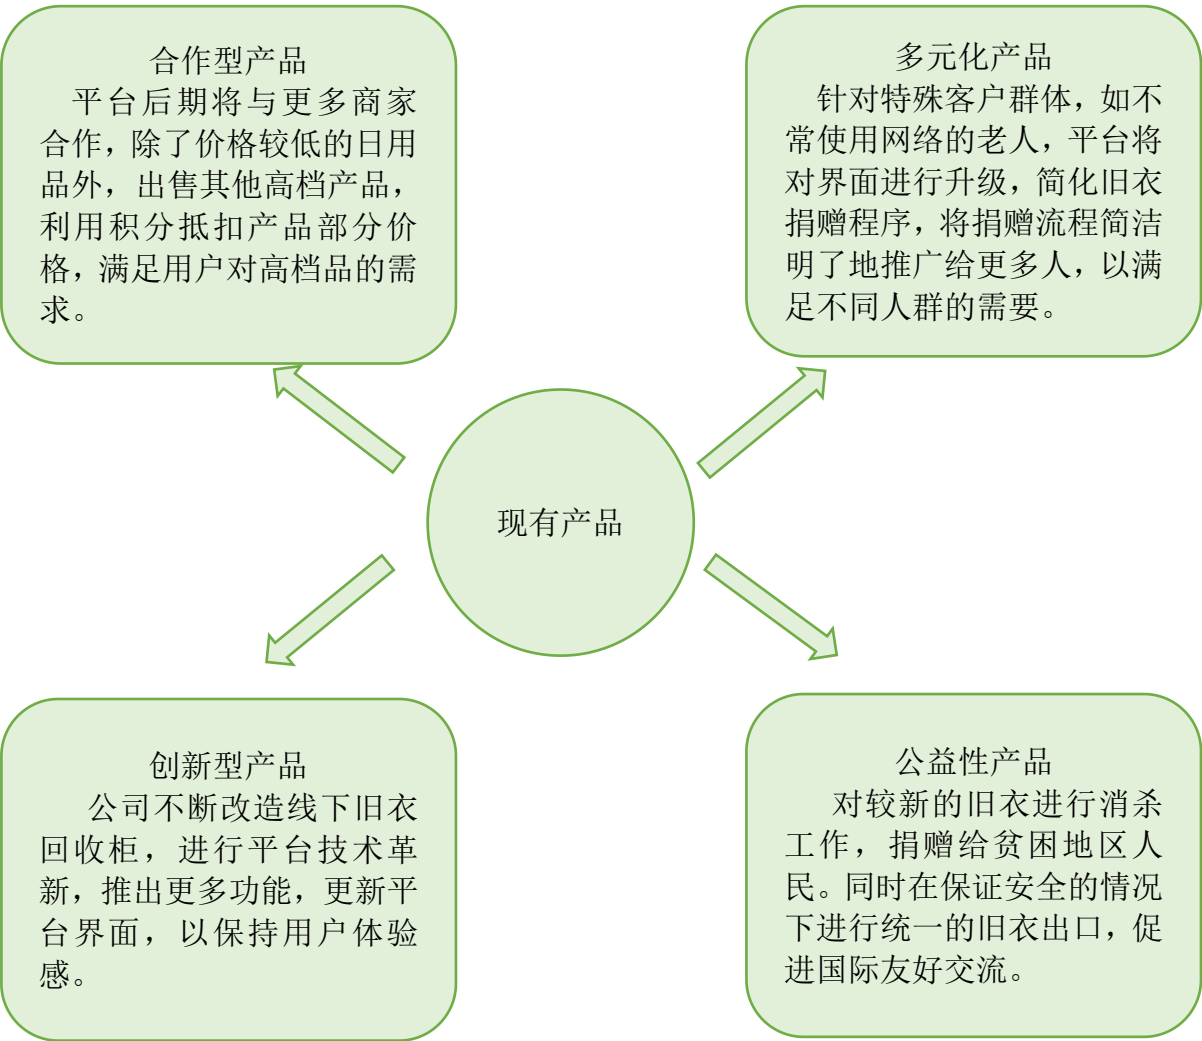 合作型产品
平台后期将与更多商家
合作，除了价格较低的日用
品外，出售其他高档产品，
利用积分抵扣产品部分价
格，满足用户对高档品的需
求。
多元化产品
针对特殊客户群体，如不
常使用网络的老人，平台将
对界面进行升级，简化旧衣
捐赠程序，将捐赠流程简洁
明了地推广给更多人，以满
足不同人群的需要。
现有产品
创新型产品
公司不断改造线下旧衣
回收柜，进行平台技术革
新，推出更多功能，更新平
台界面，以保持用户体验
感。
公益性产品
对较新的旧衣进行消杀
工作，捐赠给贫困地区人
民。同时在保证安全的情况
下进行统一的旧衣出口，促
进国际友好交流。